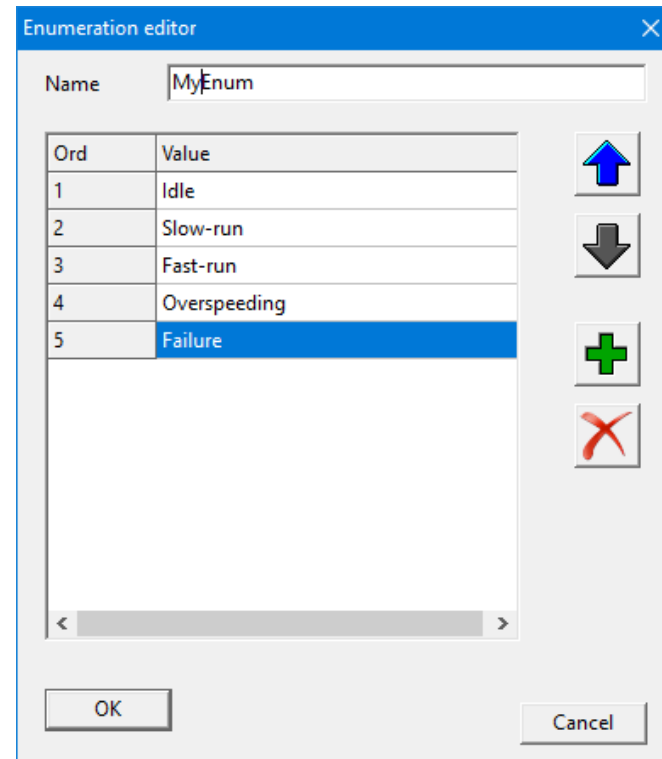 Enumeration editor
Name MyEnum
Ord Value
1 Idle
2 Slow-run
3 Fast-run
4 Overspeeding
5 Failure
OK
Cancel